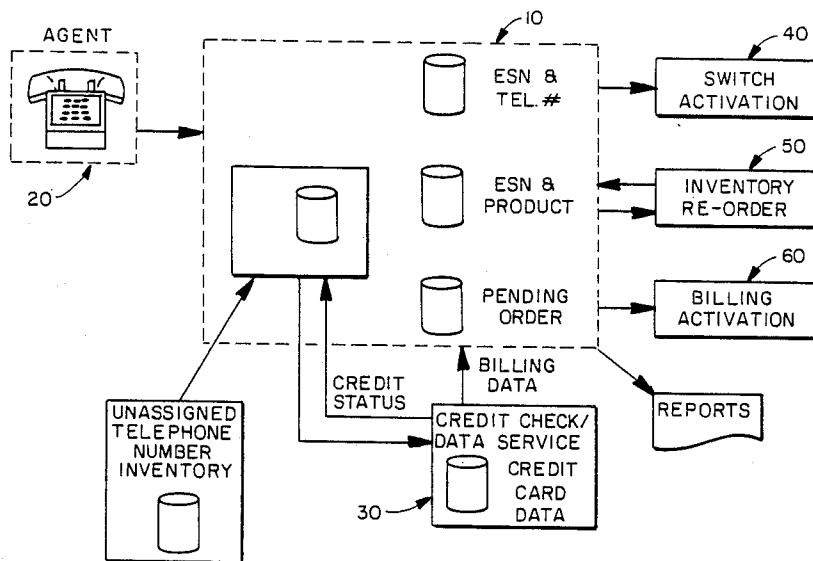 AGENT
10
40
ESN &
TEL.#
SWITCH
ACTIVATION
20
50
ESN &
PRODUCT
INVENTORY
RE-ORDER
60
PENDING
ORDER
BILLING
ACTIVATION
CREDIT
STATUS
BILLING
DATA
REPORTS
UNASSIGNED
TELEPHONE
NUMBER
INVENTORY
CREDIT CHECK/
DATA SERVICE
CREDIT
CARD
DATA
30